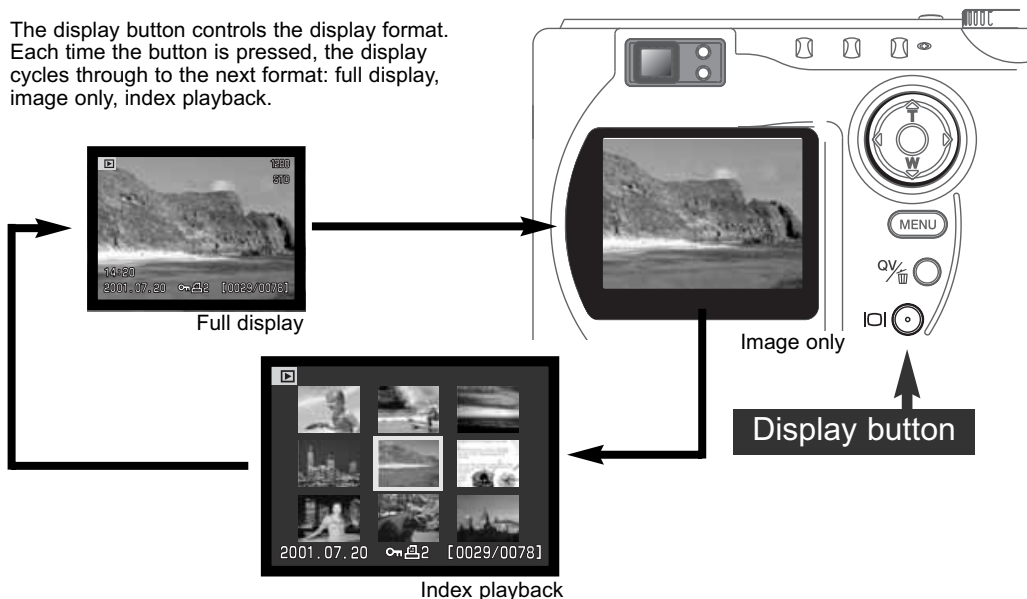 The display button controls the display format.
Each time the button is pressed, the display
cycles through to the next format: full display,
image only, index playback.
1280
STD
14:20
2001.07.20 2 [0029/0078]
Full display
T
W
MENU
QV/
Image only
Display button
2001.07.20 2 [0029/0078]
Index playback